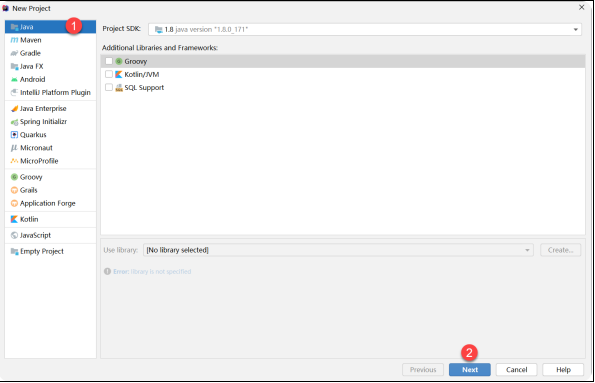 New Project
Java
1
Maven
Gradle
Java FX
Android
IntelliJ Platform Plugin
Java Enterprise
Spring Initializr
Quarkus
Micronaut
MicroProfile
Groovy
Grails
Application Forge
Kotlin
JavaScript
Empty Project
Project SDK: 1.8 java version "1.8.0_171"
Additional Libraries and Frameworks:
Groovy
Kotlin/JVM
SQL Support
Use library: [No library selected] Create...
Error: library is not specified
2
Previous Next Cancel Help